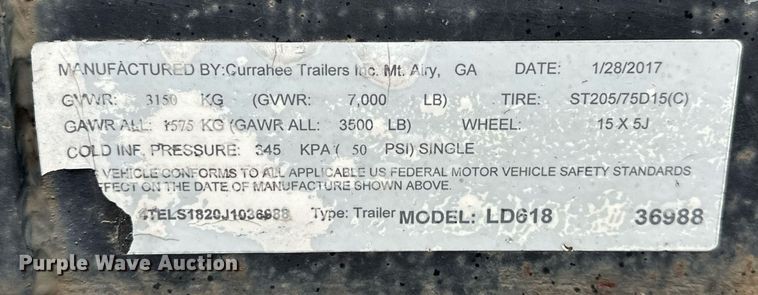 MANUFACTURED BY: Currahee Trailers Inc. Mt. Airy, GA DATE: 1/28/2017
GVWR: 3150 KG (GVWR: 7,000 LB) TIRE: ST205/75D15(C)
GAWR ALL: 1575 KG (GAWR ALL: 3500 LB) WHEEL: 15 X 5J
COLD INF. PRESSURE: 345 KPA ( 50 PSI) SINGLE
VEHICLE CONFORMS TO ALL APPLICABLE US FEDERAL MOTOR VEHICLE SAFETY STANDARDS
EFFECT ON THE DATE OF MANUFACTURE SHOWN ABOVE.
Type: Trailer MODEL: LD618 36988
Purple Wave Auction